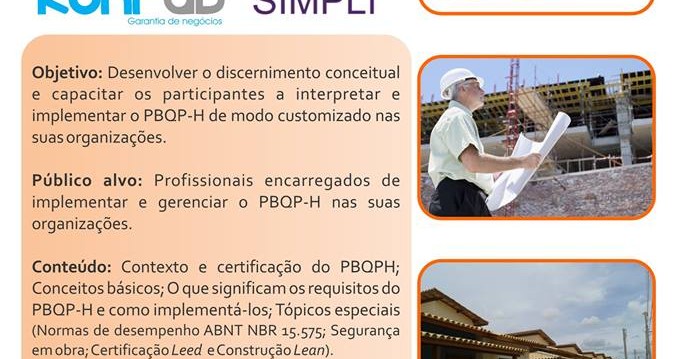 SIMPLI
Garantia de negócios
Objetivo: Desenvolver o discernimento conceitual
e capacitar os participantes a interpretar e
implementar o PBQP-H de modo customizado nas
suas organizações.
Público alvo: Profissionais encarregados de
implementar e gerenciar o PBQP-H nas suas
organizações.
Conteúdo: Contexto e certificação do PBQPH;
Conceitos básicos; O que significam os requisitos do
PBQP-H e como implementá-los; Tópicos especiais
(Normas de desempenho ABNT NBR 15.575; Segurança
em obra; Certificação Leed e Construção Lean).